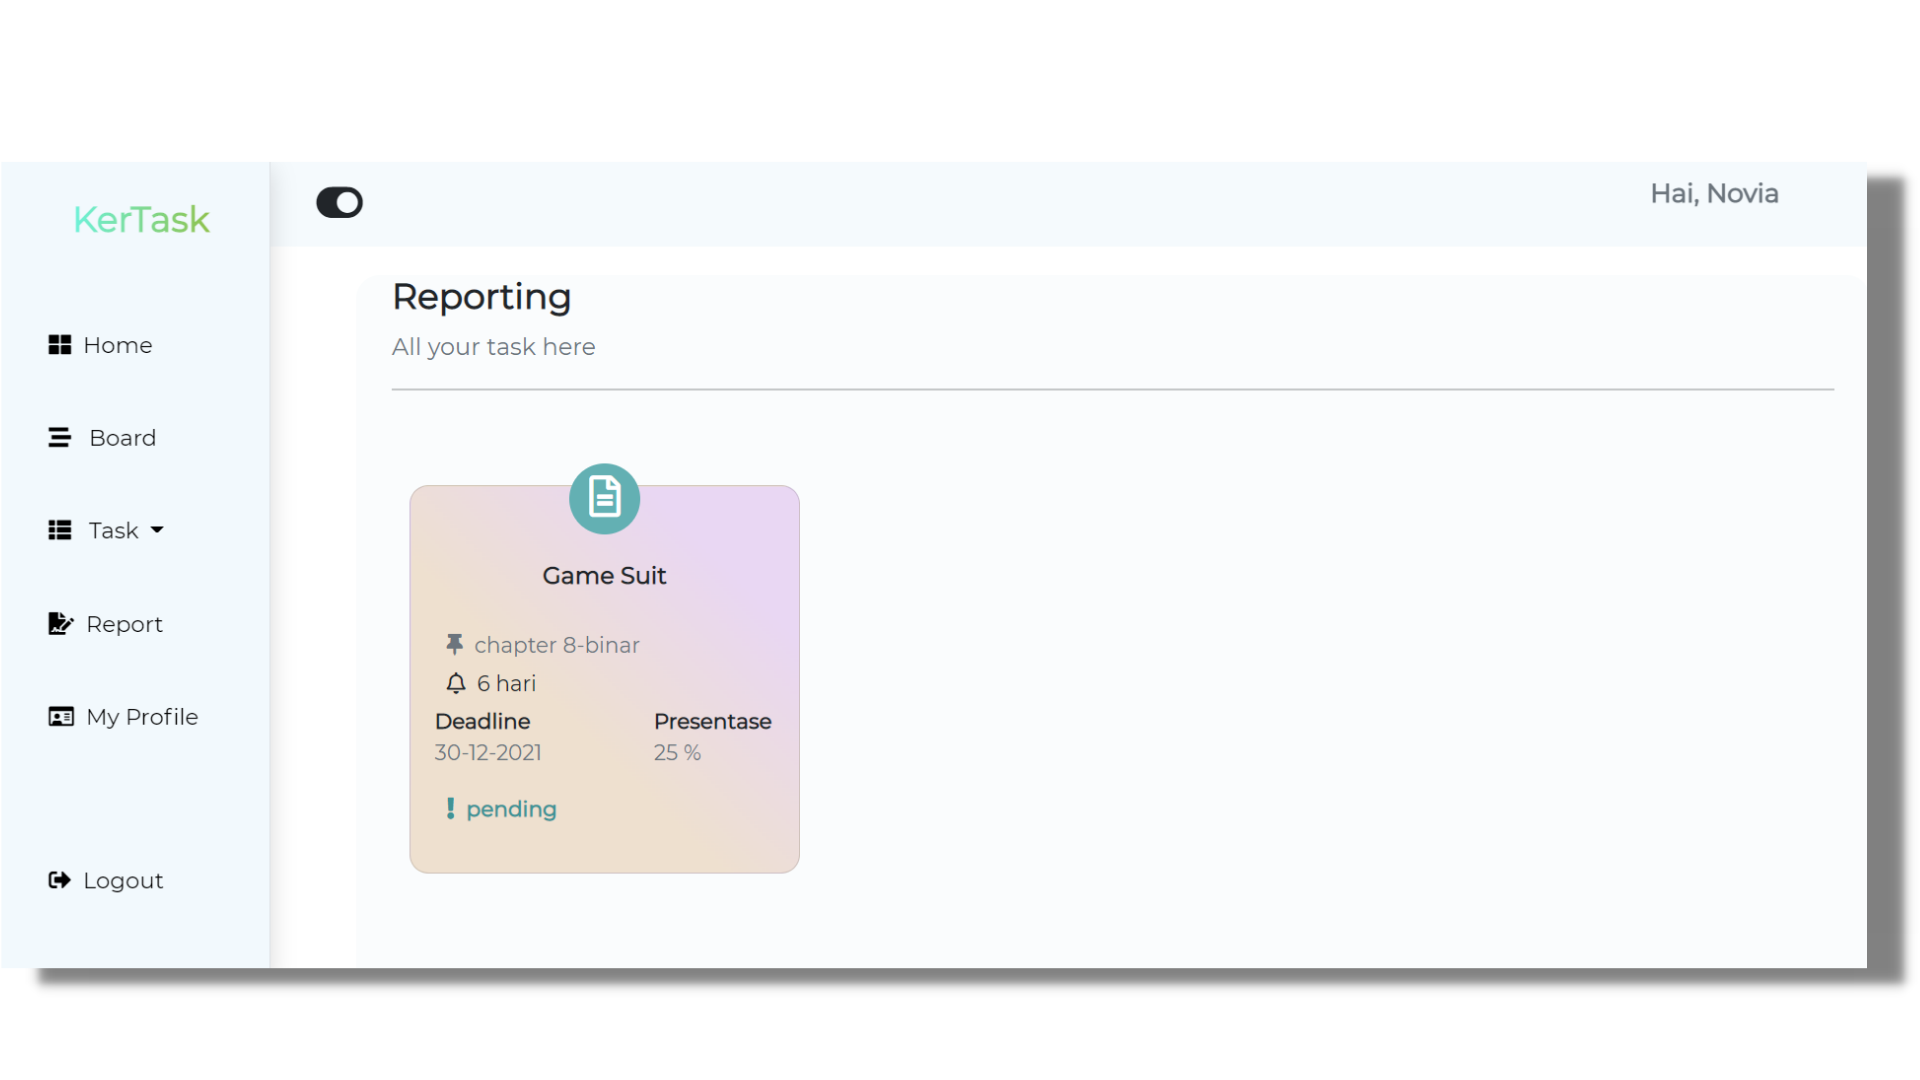 KerTask
Hai, Novia
Home
Board
Task
Report
My Profile
Logout
Reporting
All your task here
Game Suit
chapter 8-binar
6 hari
Deadline Presentase
30-12-2021 25 %
pending